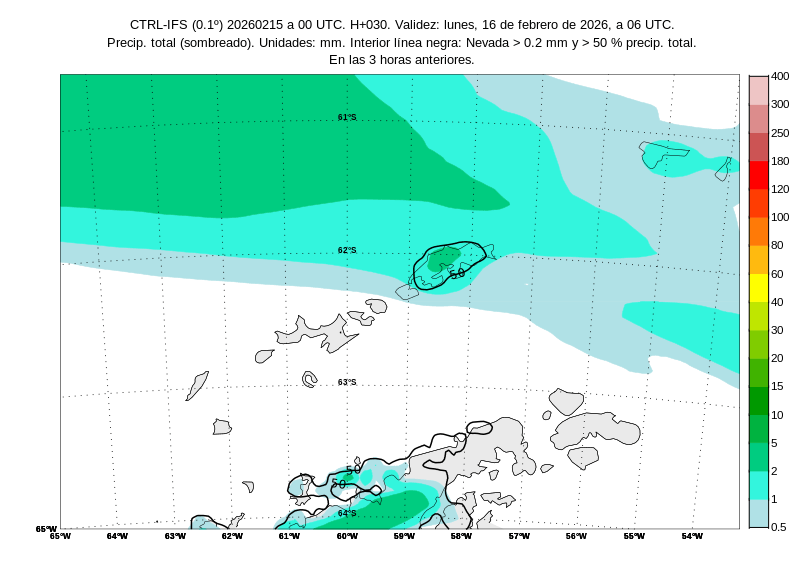 CTRL-IFS (0.1º) 20260215 a 00 UTC. H+030. Validez: lunes, 16 de febrero de 2026, a 06 UTC.
Precip. total (sombreado). Unidades: mm. Interior línea negra: Nevada > 0.2 mm y > 50 % precip. total.
En las 3 horas anteriores.
400
300
250
180
120
100
80
60
40
30
20
15
10
5
2
1
0.5
61°S
62°S
50
63°S
50
50
64°S
65°W
65°W
64°W
63°W
62°W
61°W
60°W
59°W
58°W
57°W
56°W
55°W
54°W